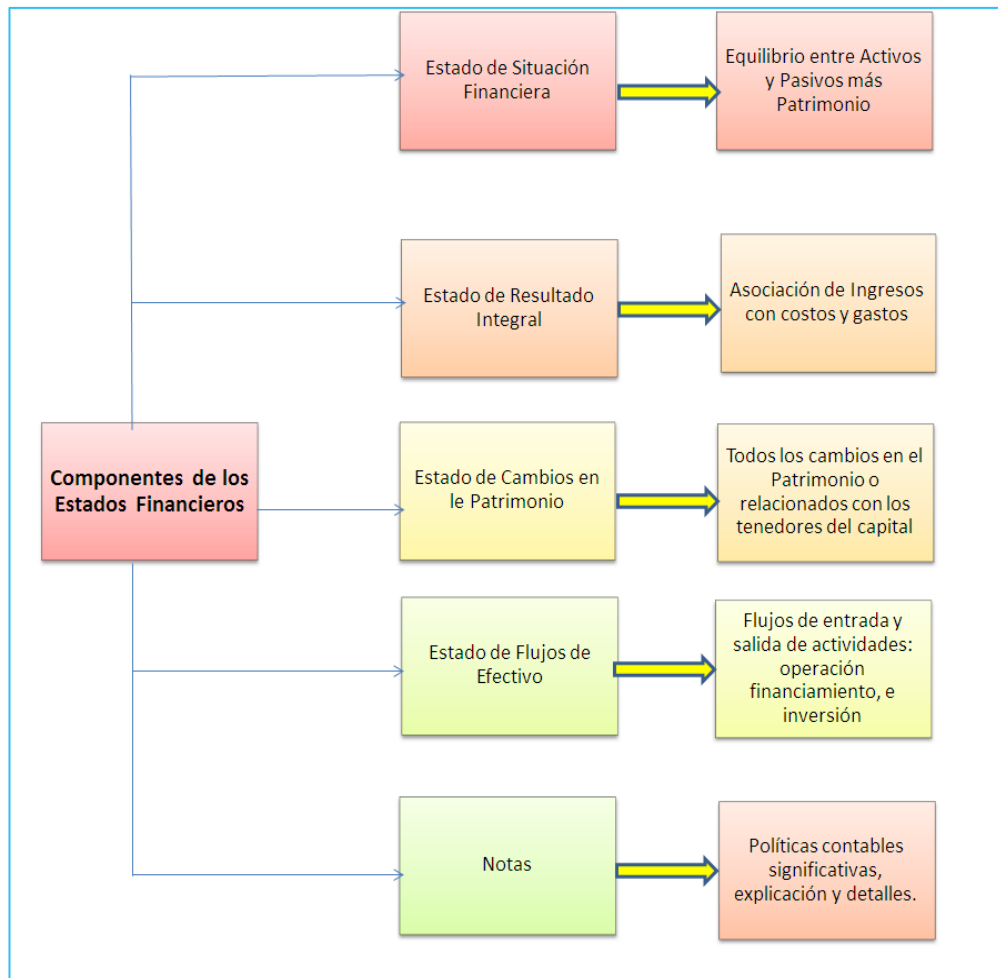 Estado de Situación
Financiera
Equilibrio entre Activos
y Pasivos más
Patrimonio
Estado de Resultado
Integral
Asociación de Ingresos
con costos y gastos
Componentes de los
Estados Financieros
Estado de Cambios en
le Patrimonio
Todos los cambios en el
Patrimonio o
relacionados con los
tenedores del capital
Estado de Flujos de
Efectivo
Flujos de entrada y
salida de actividades:
operación
financiamiento, e
inversión
Notas
Políticas contables
significativas,
explicación y detalles.